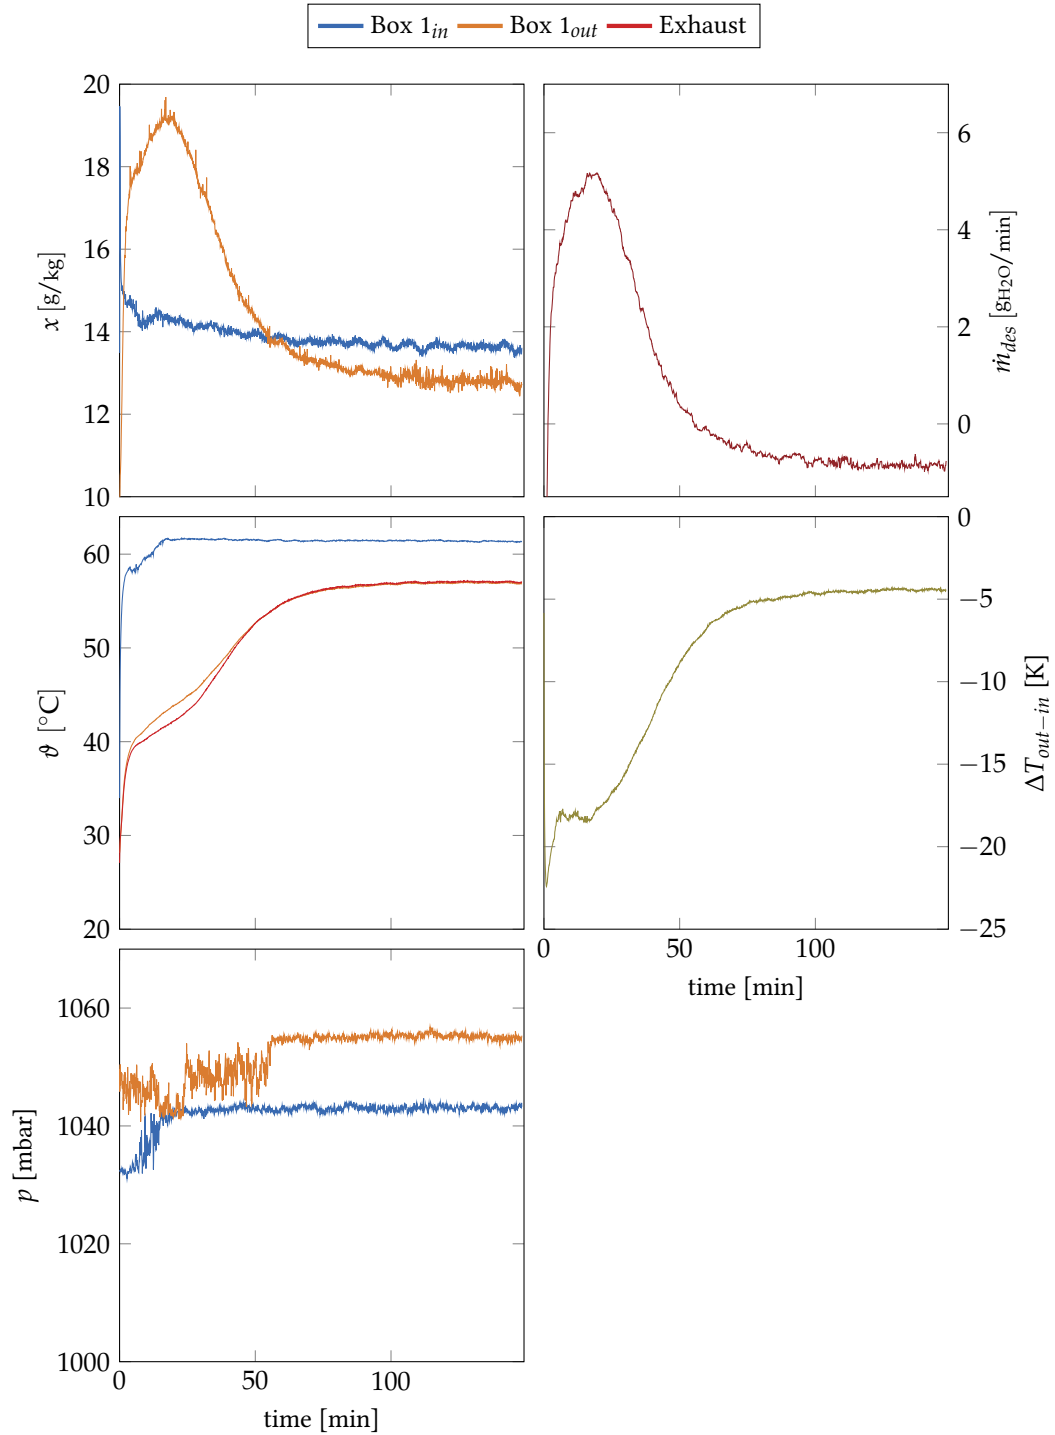 Box 1in Box 1out Exhaust
20
18
16
14
12
10
x [g/kg]
6
4
2
0
ṁdes [gH2O/min]
60
50
40
30
20
ϑ [°C]
0
−5
−10
−15
−20
−25
ΔTout−in [K]
0 50 100
time [min]
1060
1040
1020
1000
p [mbar]
0 50 100
time [min]